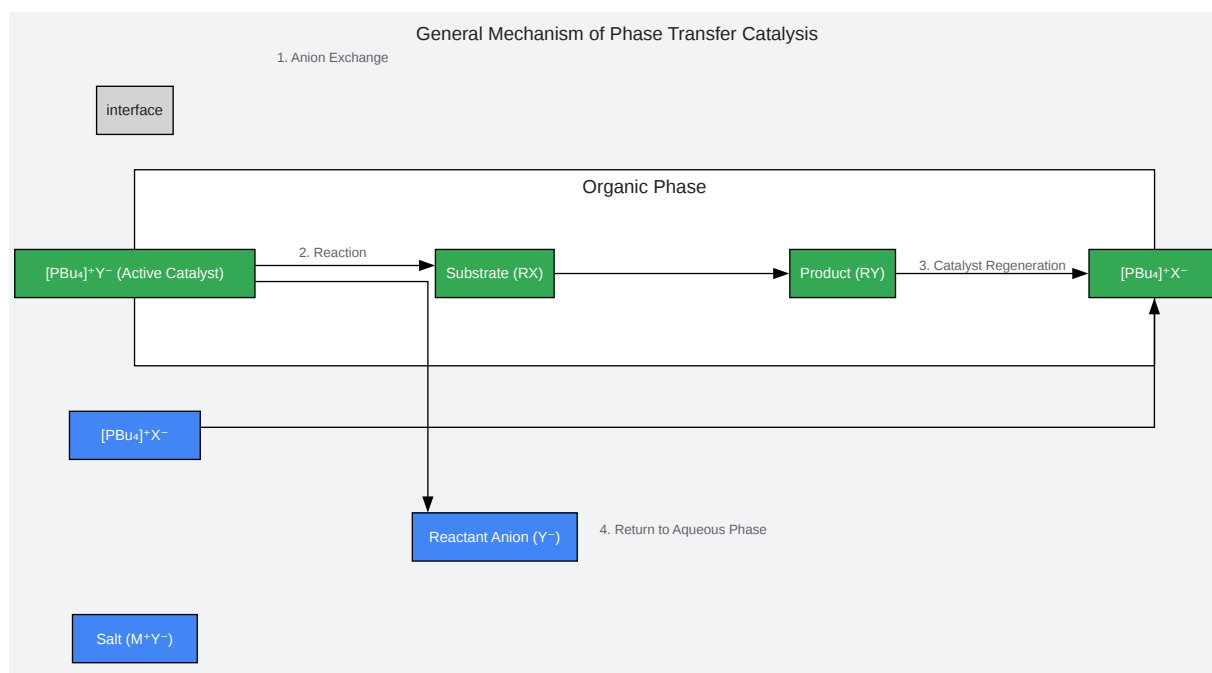 General Mechanism of Phase Transfer Catalysis
1. Anion Exchange
interface
Organic Phase
[PBu₄]⁺Y⁻ (Active Catalyst)
2. Reaction
Substrate (RX)
Product (RY)
3. Catalyst Regeneration
[PBu₄]⁺X⁻
[PBu₄]⁺X⁻
Reactant Anion (Y⁻)
4. Return to Aqueous Phase
Salt (M⁺Y⁻)